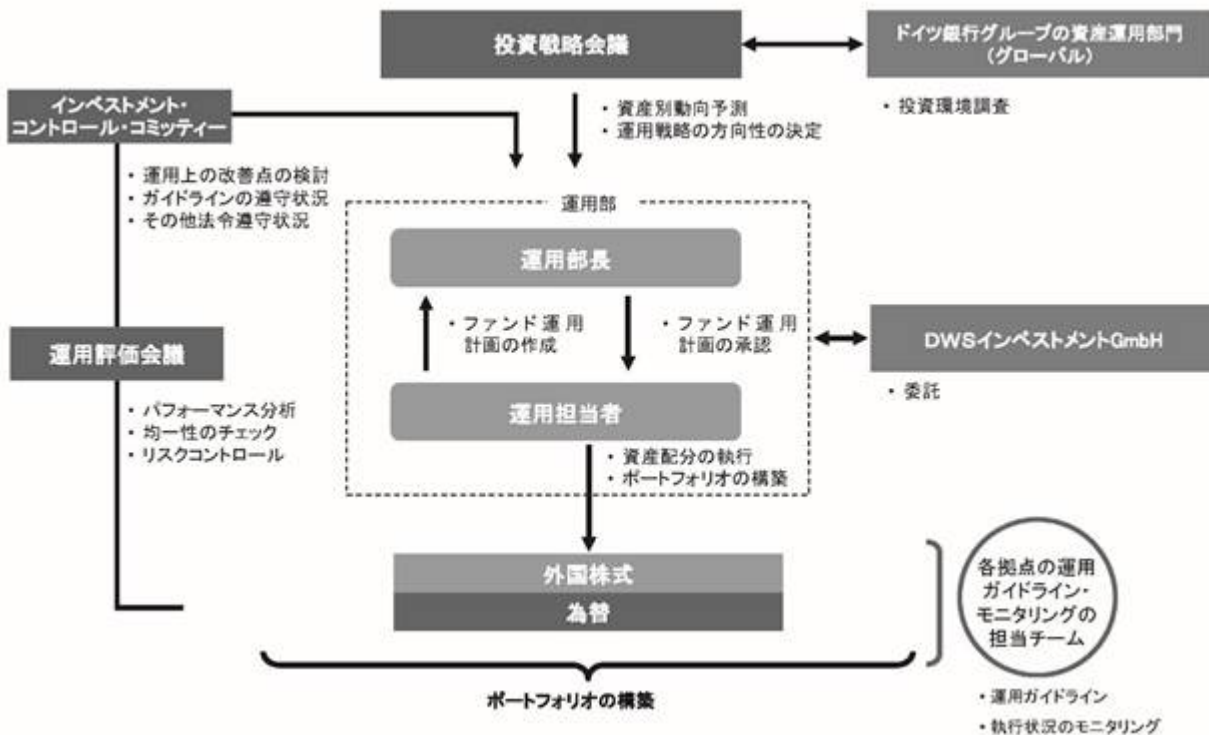 投資戦略会議
ドイツ銀行グループの資産運用部門
(グローバル)
・投資環境調査
・資産別動向予測
・運用戦略の方向性の決定
インベストメント・
コントロール・コミッティー
・運用上の改善点の検討
・ガイドラインの遵守状況
・その他法令遵守状況
運用部
運用部長
・ファンド運用
計画の作成
・ファンド運用
計画の承認
運用担当者
・資産配分の執行
・ポートフォリオの構築
DWSインベストメントGmbH
・委託
運用評価会議
・パフォーマンス分析
・均一性のチェック
・リスクコントロール
外国株式
為替
ポートフォリオの構築
各拠点の運用
ガイドライン・
モニタリングの
担当チーム
・運用ガイドライン
・執行状況のモニタリング